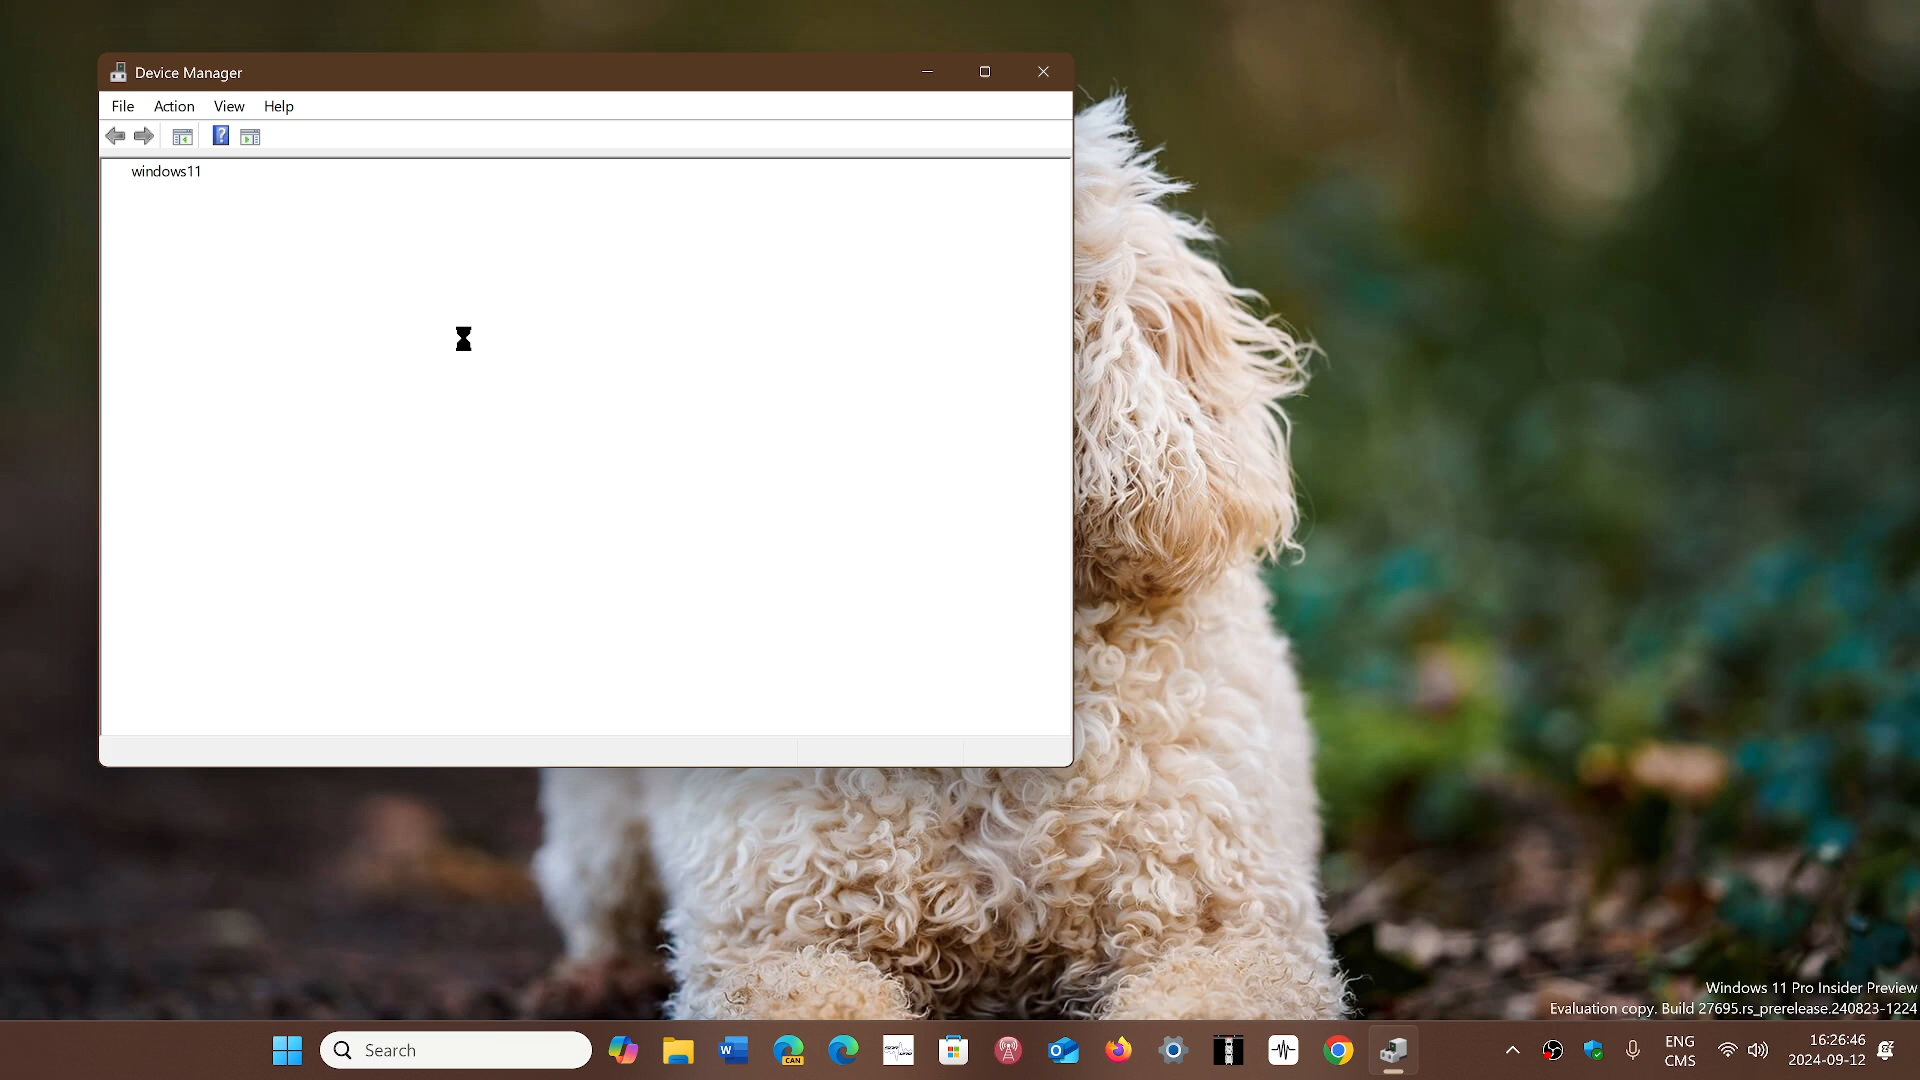 Device Manager
File Action View Help
?
windows11
Windows 11 Pro Insider Preview
Evaluation copy. Build 27695.rs_prerelease.240823-1224
Search
W
CAN
ENG
CMS
16:26:46
2024-09-12